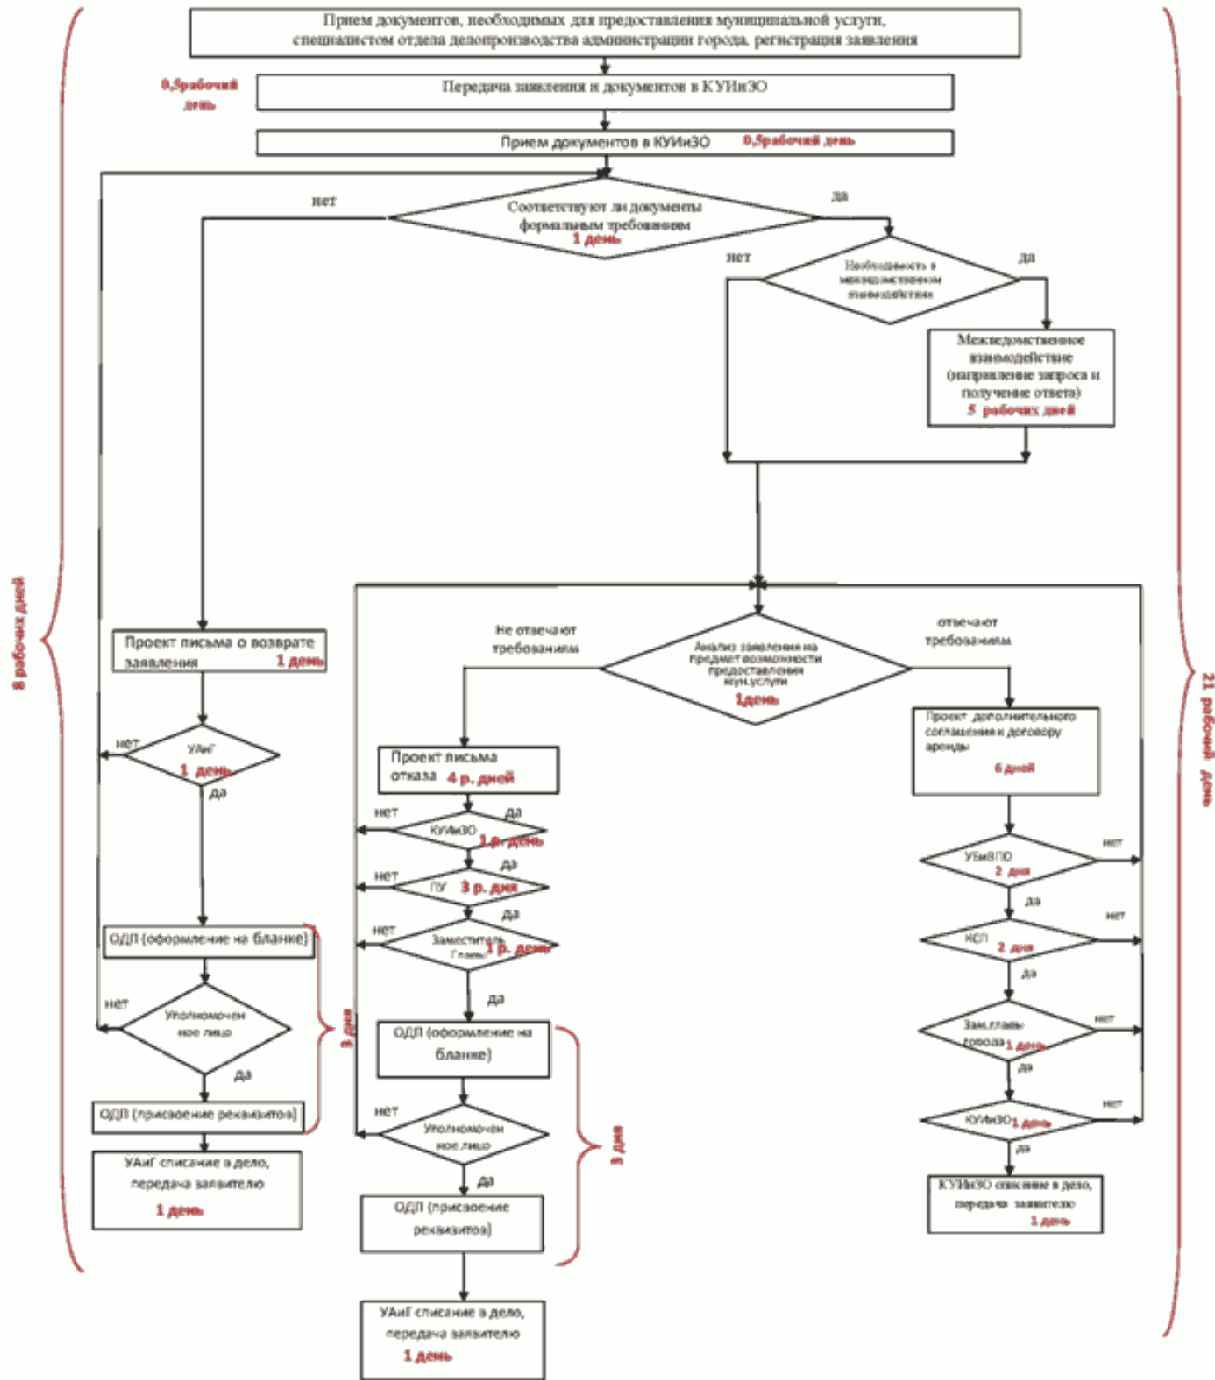 Прием документов, необходимых для предоставления муниципальной услуги,
специалистом отдела делопроизводства администрации города, регистрация заявления
0,5рабочий
день
Передача заявления и документов в КУИиЗО
Прием документов в КУИиЗО 0,5рабочий день
нет
да
Соответствуют ли документы
формальным требованиям
1 день
нет
да
Необходимость в
межведомственном
взаимодействии
Межведомственное
взаимодействие
(направление запроса и
получение ответа)
5 рабочих дней
8 рабочих дней
21 рабочий день
Проект письма о возврате
заявления 1 день
нет
УАиГ
1 день
да
ОДП (оформление на бланке)
нет
Уполномочен
ное лицо
да
3 дня
ОДП (присвоение реквизитов)
УАиГ списание в дело,
передача заявителю
1 день
Не отвечают
требованиям
отвечают
требованиям
Анализ заявления на
предмет возможности
предоставления
мун.услуги
1день
Проект письма
отказа 4 р. дней
нет
да
КУИиЗО
1 р. день
да
нет
ПУ 3 р. дня
да
нет
Заместитель
Главы
1 р. день
да
ОДП (оформление на
бланке)
нет
Уполномочен
ное лицо
да
3 дня
ОДП (присвоение
реквизитов)
УАиГ списание в дело,
передача заявителю
1 день
Проект дополнительного
соглашения к договору
аренды
6 дней
нет
УБиВПО
2 дня
да
нет
КСП
2 дня
да
нет
Зам.главы
города 1 день
да
нет
КУИиЗО 1 день
да
КУИиЗО списание в дело,
передача заявителю
1 день